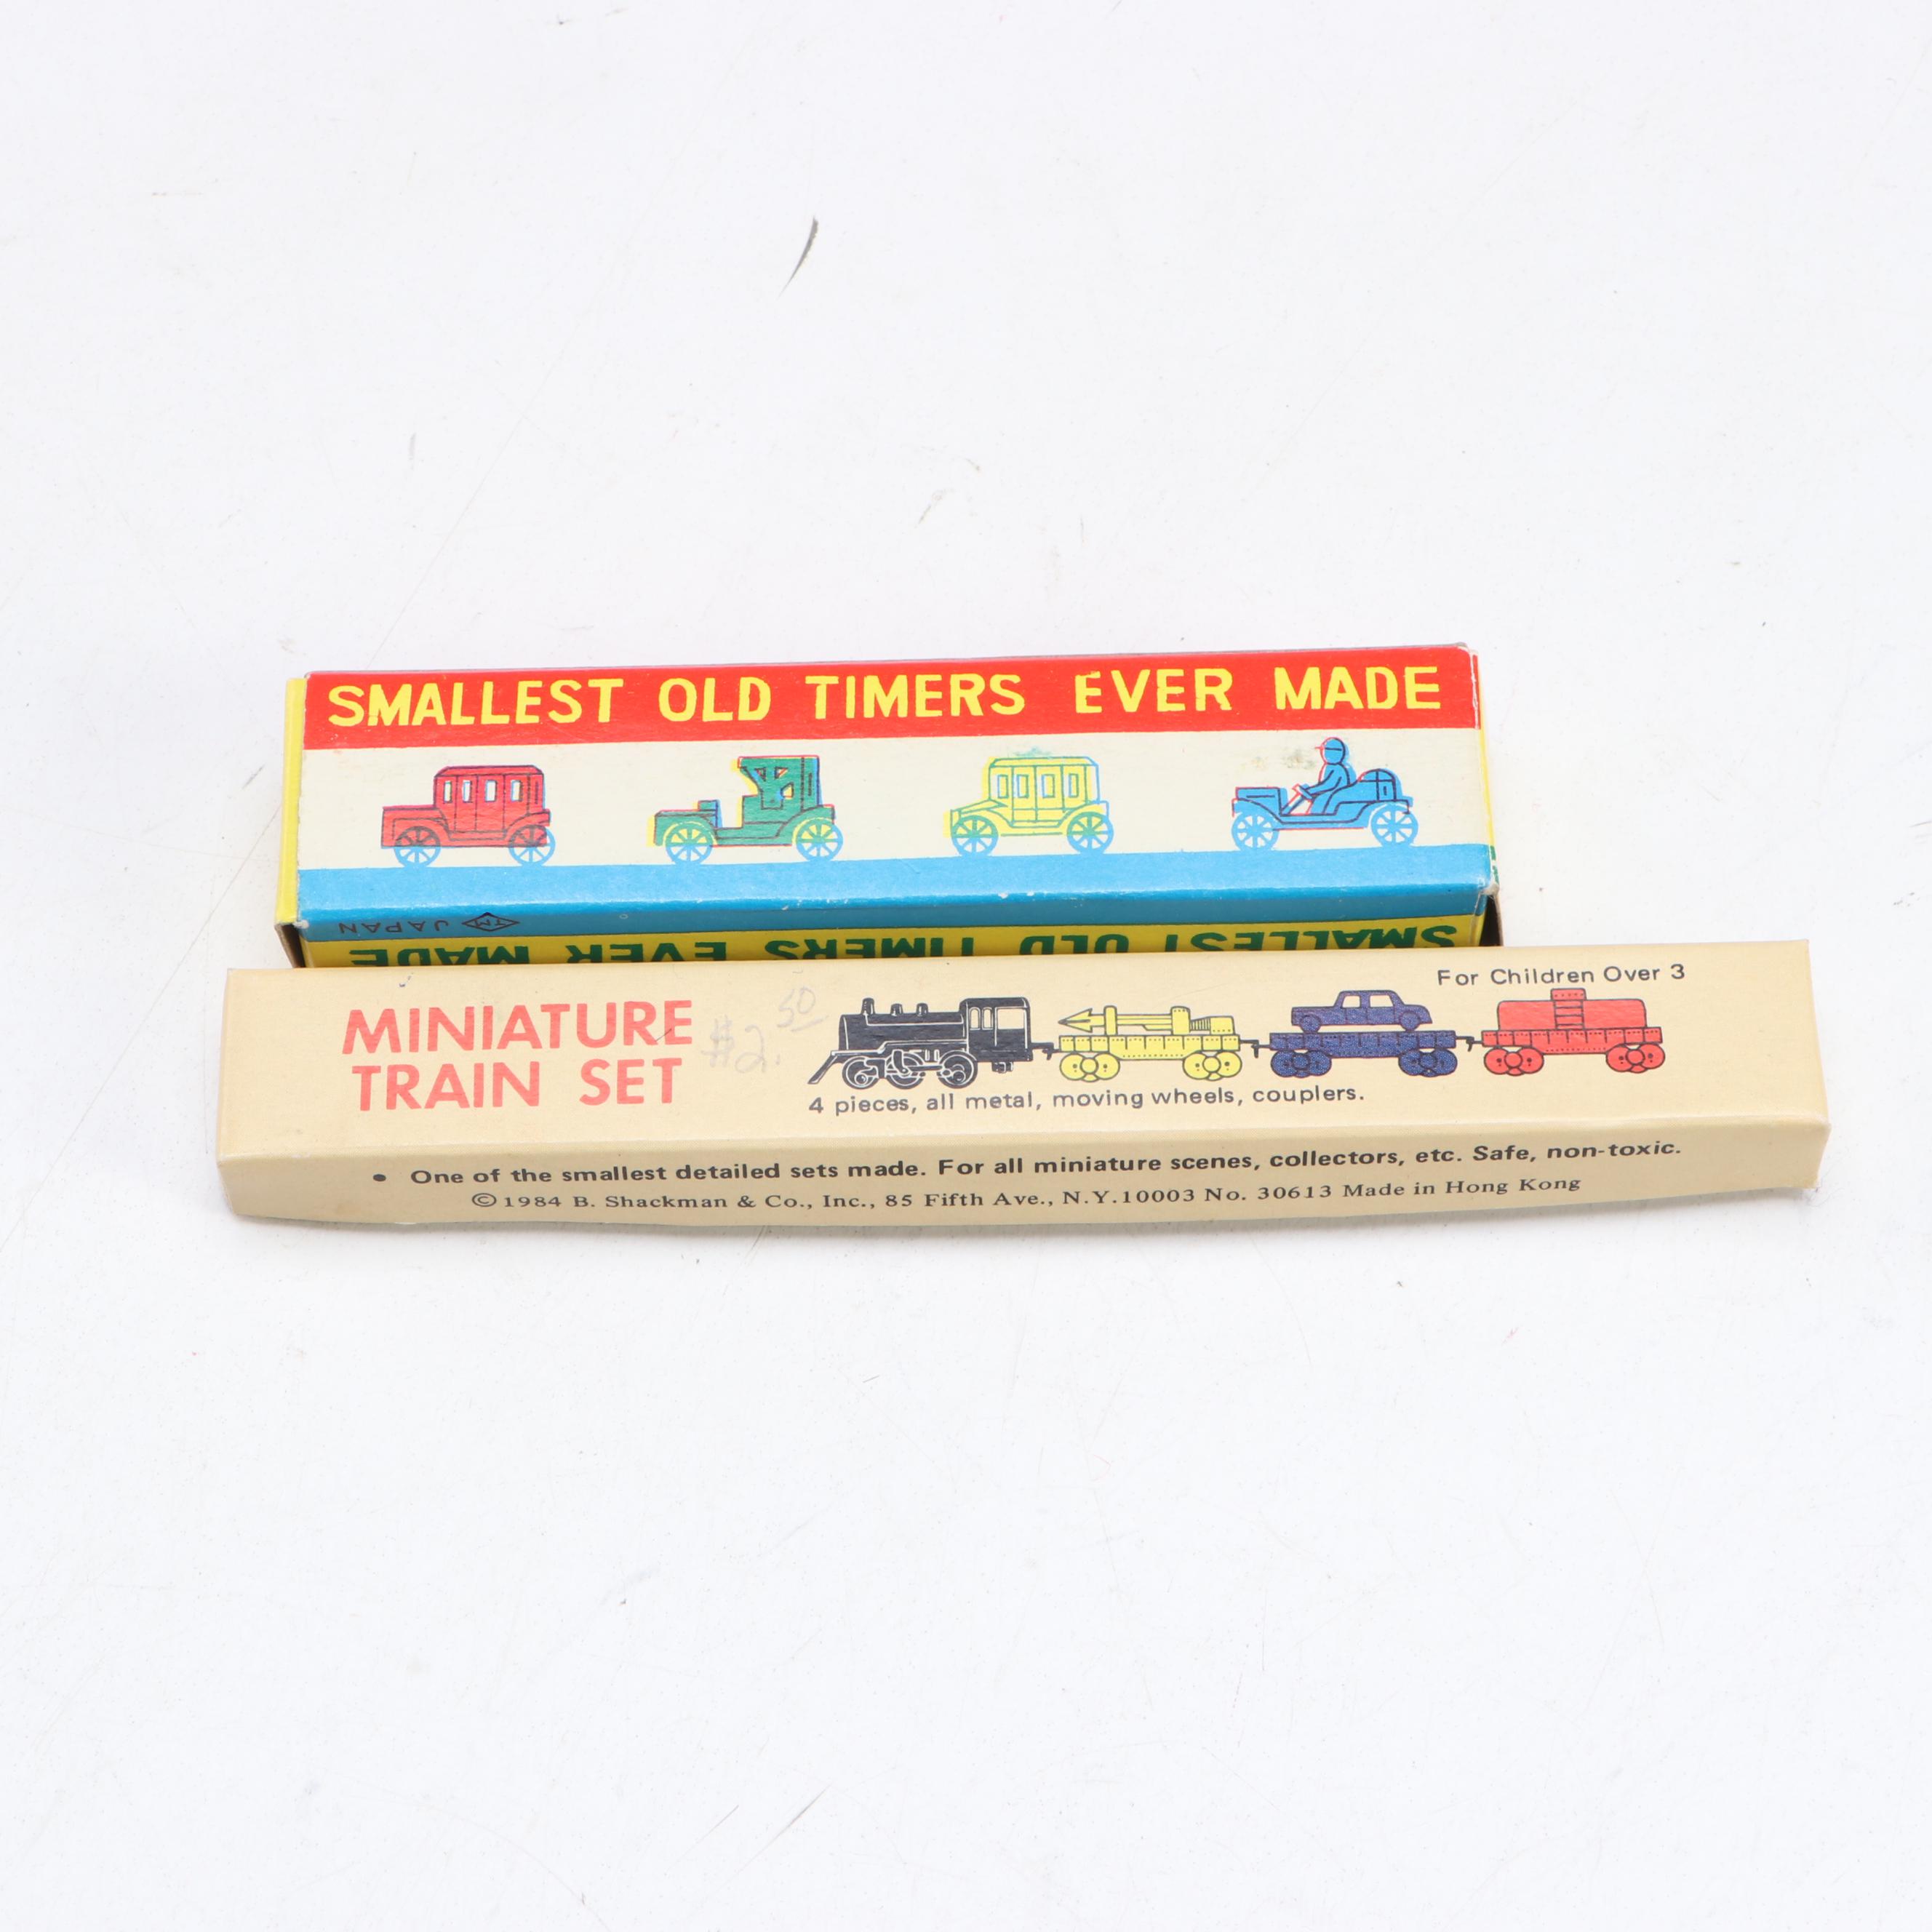 SMALLEST OLD TIMERS EVER MADE
TM JAPAN
SMALLEST OLD TIMERS EVER MADE
For Children Over 3
MINIATURE
TRAIN SET
$2.50
4 pieces, all metal, moving wheels, couplers.
• One of the smallest detailed sets made. For all miniature scenes, collectors, etc. Safe, non-toxic.
©1984 B. Shackman & Co., Inc., 85 Fifth Ave., N.Y.10003 No. 30613 Made in Hong Kong